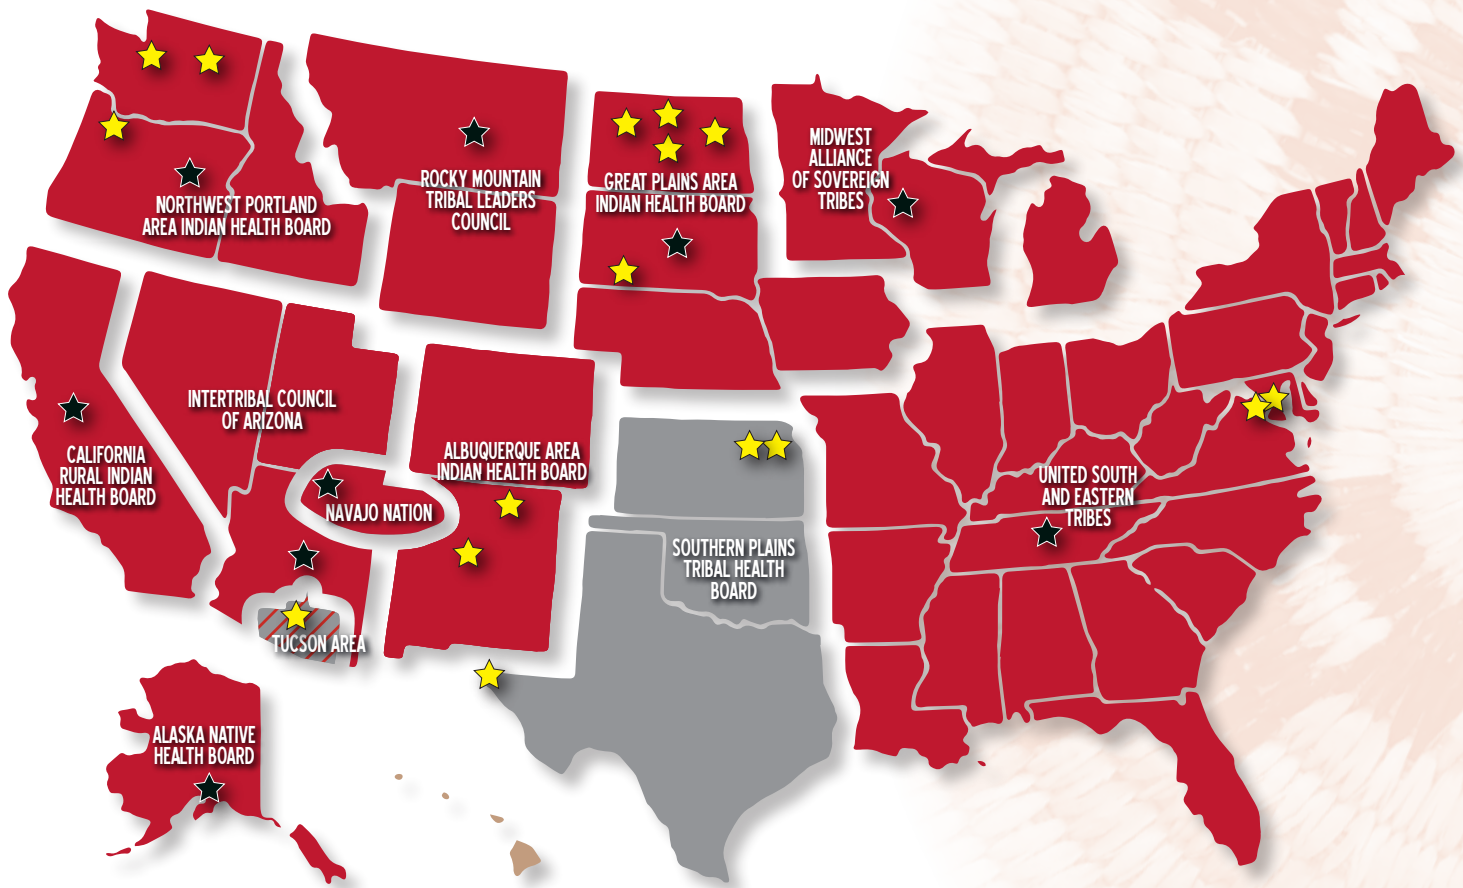 NORTHWEST PORTLAND
AREA INDIAN HEALTH BOARD
ROCKY MOUNTAIN
TRIBAL LEADERS
COUNCIL
GREAT PLAINS AREA
INDIAN HEALTH BOARD
MIDWEST
ALLIANCE
OF SOVEREIGN
TRIBES
INTERTRIBAL COUNCIL
OF ARIZONA
CALIFORNIA
RURAL INDIAN
HEALTH BOARD
ALBUQUERQUE AREA
INDIAN HEALTH BOARD
NAVAJO NATION
UNITED SOUTH
AND EASTERN
TRIBES
SOUTHERN PLAINS
TRIBAL HEALTH
BOARD
TUCSON AREA
ALASKA NATIVE
HEALTH BOARD